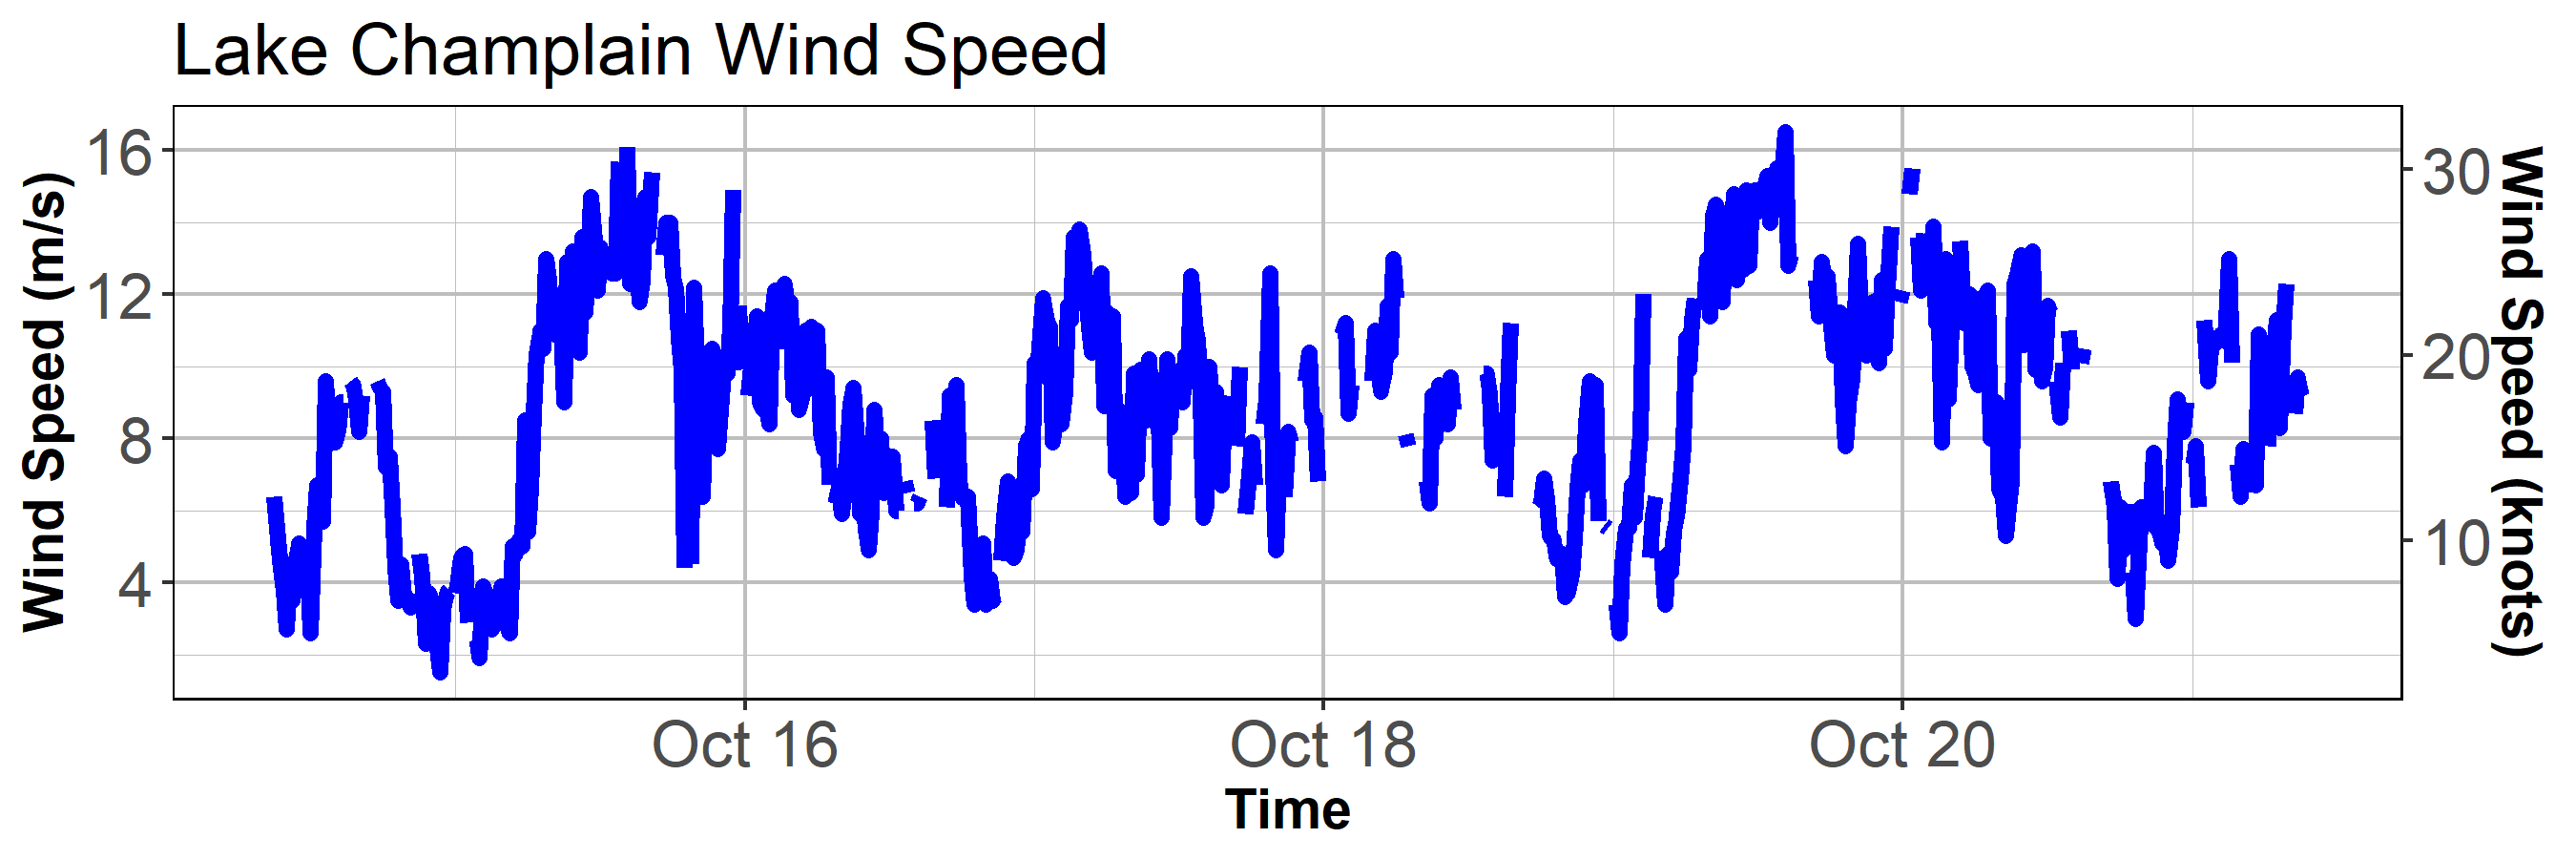 Lake Champlain Wind Speed
Wind Speed (m/s)
16
12
8
4
30
20
10
Wind Speed (knots)
Oct 16
Oct 18
Oct 20
Time